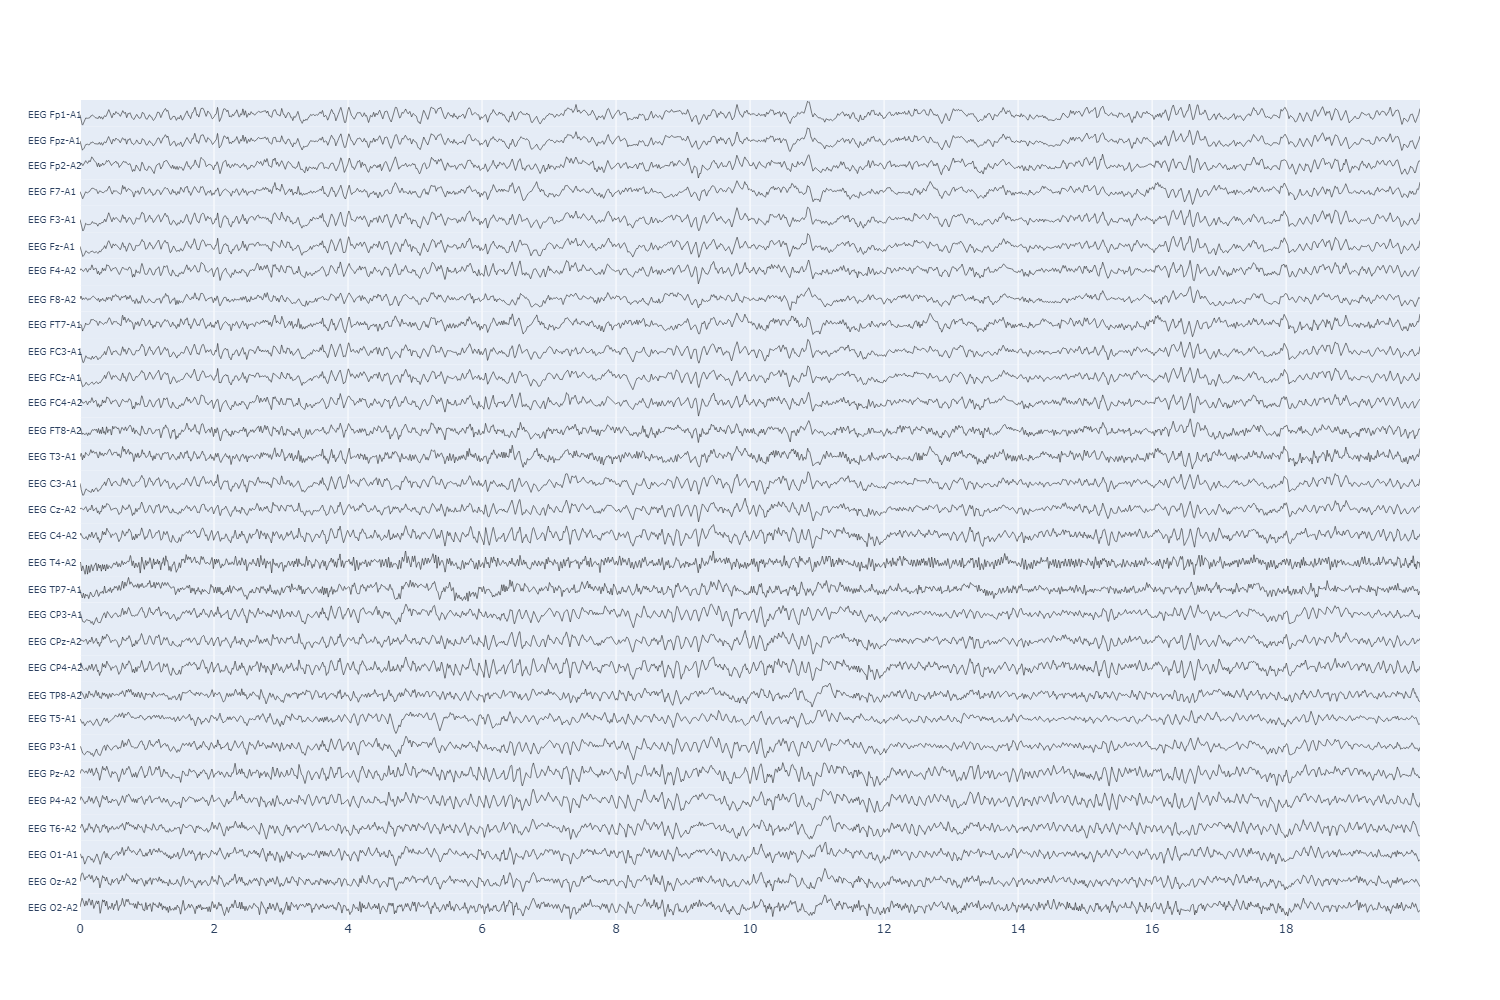 EEG Fp1-A1
EEG Fpz-A1
EEG Fp2-A2
EEG F7-A1
EEG F3-A1
EEG Fz-A1
EEG F4-A2
EEG F8-A2
EEG FT7-A1
EEG FC3-A1
EEG FCz-A1
EEG FC4-A2
EEG FT8-A2
EEG T3-A1
EEG C3-A1
EEG Cz-A2
EEG C4-A2
EEG T4-A2
EEG TP7-A1
EEG CP3-A1
EEG CPz-A2
EEG CP4-A2
EEG TP8-A2
EEG T5-A1
EEG P3-A1
EEG Pz-A2
EEG P4-A2
EEG T6-A2
EEG O1-A1
EEG Oz-A2
EEG O2-A2
0 2 4 6 8 10 12 14 16 18